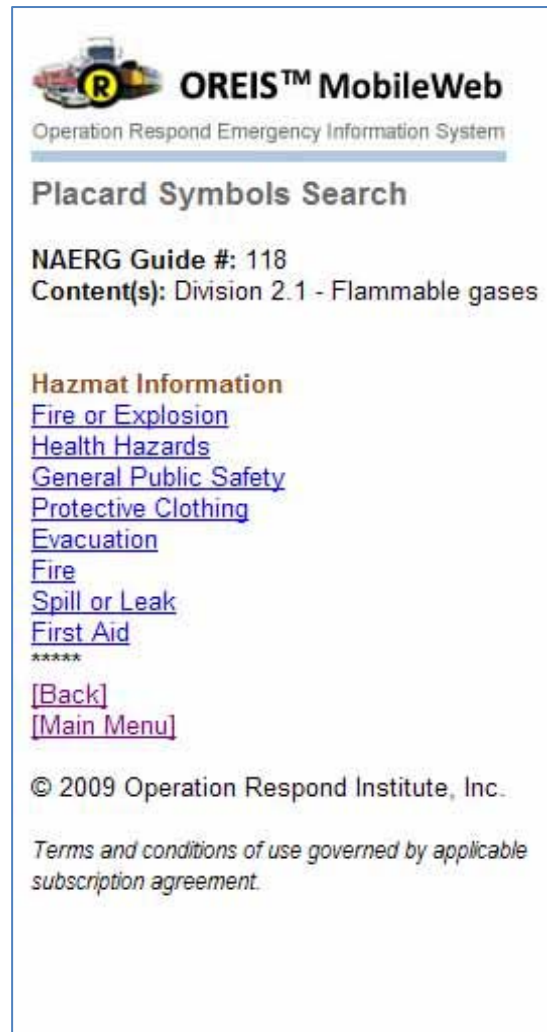 R
OREIS™ MobileWeb
Operation Respond Emergency Information System
Placard Symbols Search
NAERG Guide #: 118
Content(s): Division 2.1 - Flammable gases
Hazmat Information
Fire or Explosion
Health Hazards
General Public Safety
Protective Clothing
Evacuation
Fire
Spill or Leak
First Aid
*****
[Back]
[Main Menu]
© 2009 Operation Respond Institute, Inc.
Terms and conditions of use governed by applicable
subscription agreement.